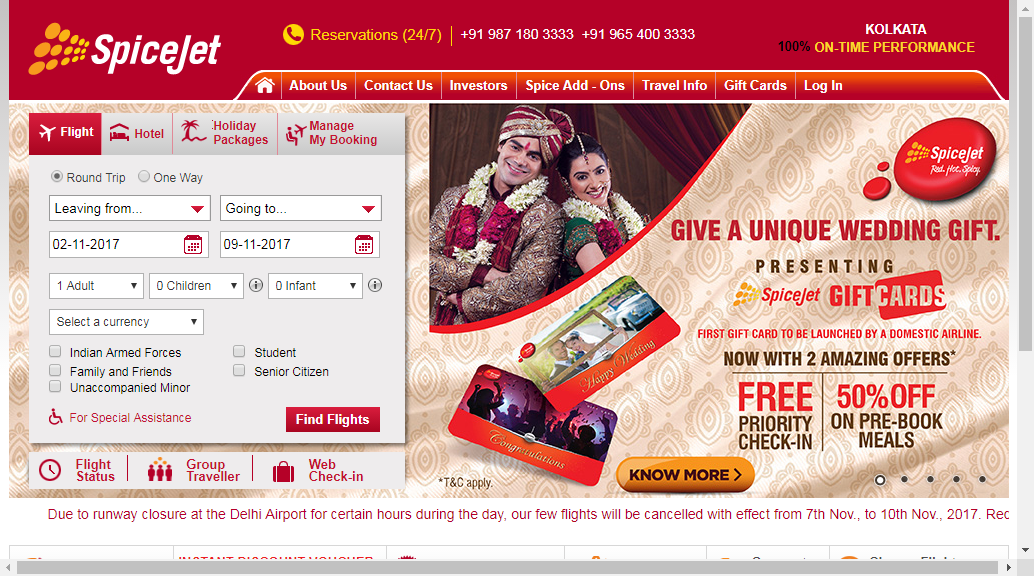 SpiceJet
Reservations (24/7)
+91 987 180 3333 +91 965 400 3333
KOLKATA
100% ON-TIME PERFORMANCE
About Us
Contact Us
Investors
Spice Add - Ons
Travel Info
Gift Cards
Log In
Flight
Hotel
Holiday
Packages
Manage
My Booking
Round Trip
One Way
Leaving from...
Going to...
02-11-2017
09-11-2017
1 Adult
0 Children
0 Infant
Select a currency
Indian Armed Forces
Student
Family and Friends
Senior Citizen
Unaccompanied Minor
For Special Assistance
Find Flights
Flight
Status
Group
Traveller
Web
Check-in
SpiceJet
Red. Hot. Spicy.
GIVE A UNIQUE WEDDING GIFT.
PRESENTING
SpiceJet GIFT CARDS
FIRST GIFT CARD TO BE LAUNCHED BY A DOMESTIC AIRLINE.
NOW WITH 2 AMAZING OFFERS*
FREE
PRIORITY
CHECK-IN
50% OFF
ON PRE-BOOK
MEALS
Happy Wedding
Congraculations
KNOW MORE
*T&C apply.
Due to runway closure at the Delhi Airport for certain hours during the day, our few flights will be cancelled with effect from 7th Nov., to 10th Nov., 2017. Rec
INSTANT DISCOUNT VOUCHER